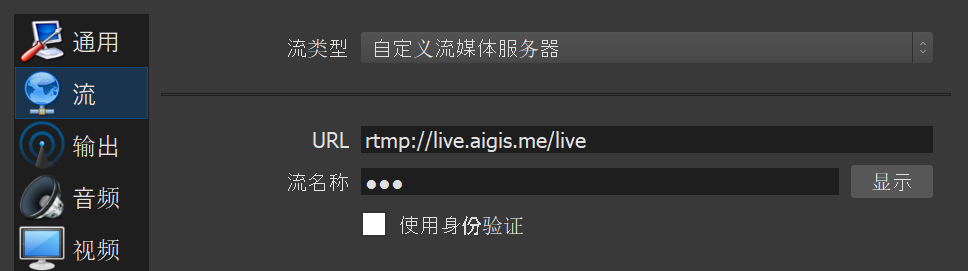 通用
流
输出
音频
视频
流类型 自定义流媒体服务器
URL rtmp://live.aigis.me/live
流名称 ●●● 显示
使用身份验证